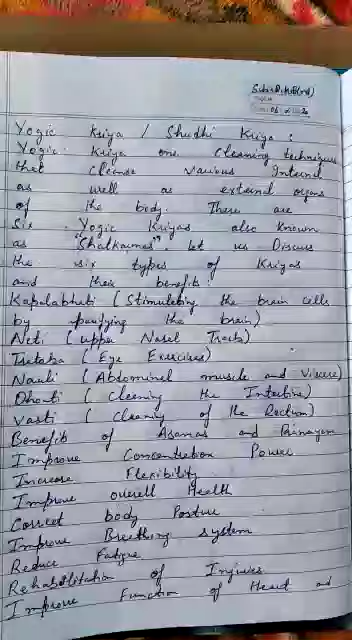 Yogic Kriya / Shudhi Kriya :
Yogic Kriya are Cleaning techniques
that cleanse various Internal
as well as external organs
of the body. There are
Six Yogic Kriyas also known
as "Shatkarmas". Let us Discuss
the six types of Kriyas
and their benefits:
Kapalabhati (Stimulating the brain cells
by purifying the brain)
Neti (upper Nasal Tracts)
Trataka (Eye Exercises)
Nauli (Abdominal muscle and Viscera)
Dhauti ( Cleaning the Intestine)
Vasti ( Cleaning of the Rectum)
Benefits of Asanas and Pranayam
Improve Concentration Power
Increase Flexibility
Improve overall Health
Correct body Posture
Improve Breathing system
Reduce Fatigue
Rehabilitation of Injuries
Improve Function of Heart and